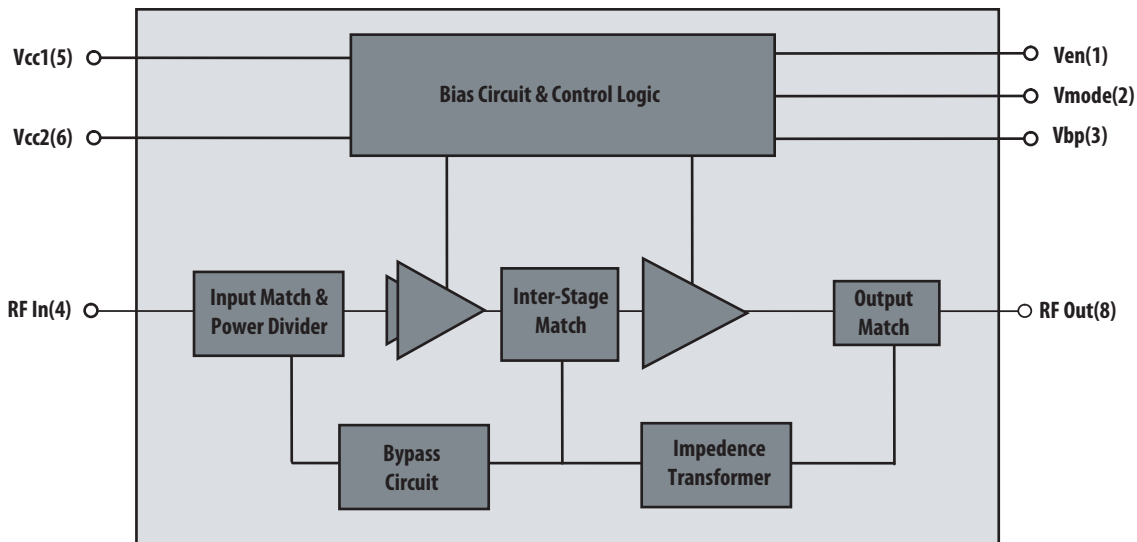 Vcc1(5)
Ven(1)
Bias Circuit & Control Logic
Vmode(2)
Vcc2(6)
Vbp(3)
RF In(4)
Input Match &
Power Divider
Inter-Stage
Match
Output
Match
RF Out(8)
Bypass
Circuit
Impedence
Transformer